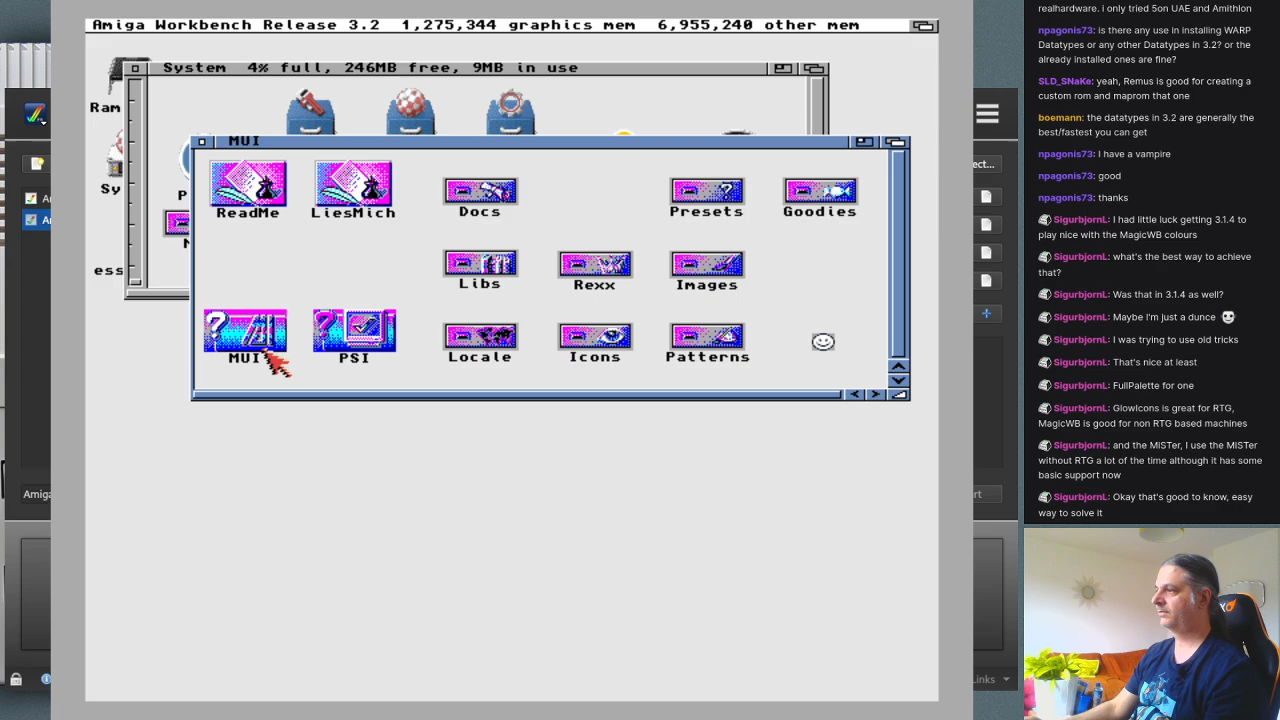 Amiga Workbench Release 3.2 1,275,344 graphics mem 6,955,240 other mem
System 4% full, 246MB free, 9MB in use
Ram
Sy
P
ess
MUI
ReadMe
LiesMich
Docs
Presets
Goodies
Libs
Rexx
Images
MUI
PSI
Locale
Icons
Patterns
Amiga
ect...
rt
Links
realhardware. i only tried 5on UAE and Amithlon
npagonis73: is there any use in installing WARP
Datatypes or any other Datatypes in 3.2? or the
already installed ones are fine?
SLD_SNaKe: yeah, Remus is good for creating a
custom rom and maprom that one
boemann: the datatypes in 3.2 are generally the
best/fastest you can get
npagonis73: I have a vampire
npagonis73: good
npagonis73: thanks
SigurbjornL: I had little luck getting 3.1.4 to
play nice with the MagicWB colours
SigurbjornL: what's the best way to achieve
that?
SigurbjornL: Was that in 3.1.4 as well?
SigurbjornL: Maybe I'm just a dunce
SigurbjornL: I was trying to use old tricks
SigurbjornL: That's nice at least
SigurbjornL: FullPalette for one
SigurbjornL: GlowIcons is great for RTG,
MagicWB is good for non RTG based machines
SigurbjornL: and the MiSTer, I use the MiSTer
without RTG a lot of the time although it has some
basic support now
SigurbjornL: Okay that's good to know, easy
way to solve it